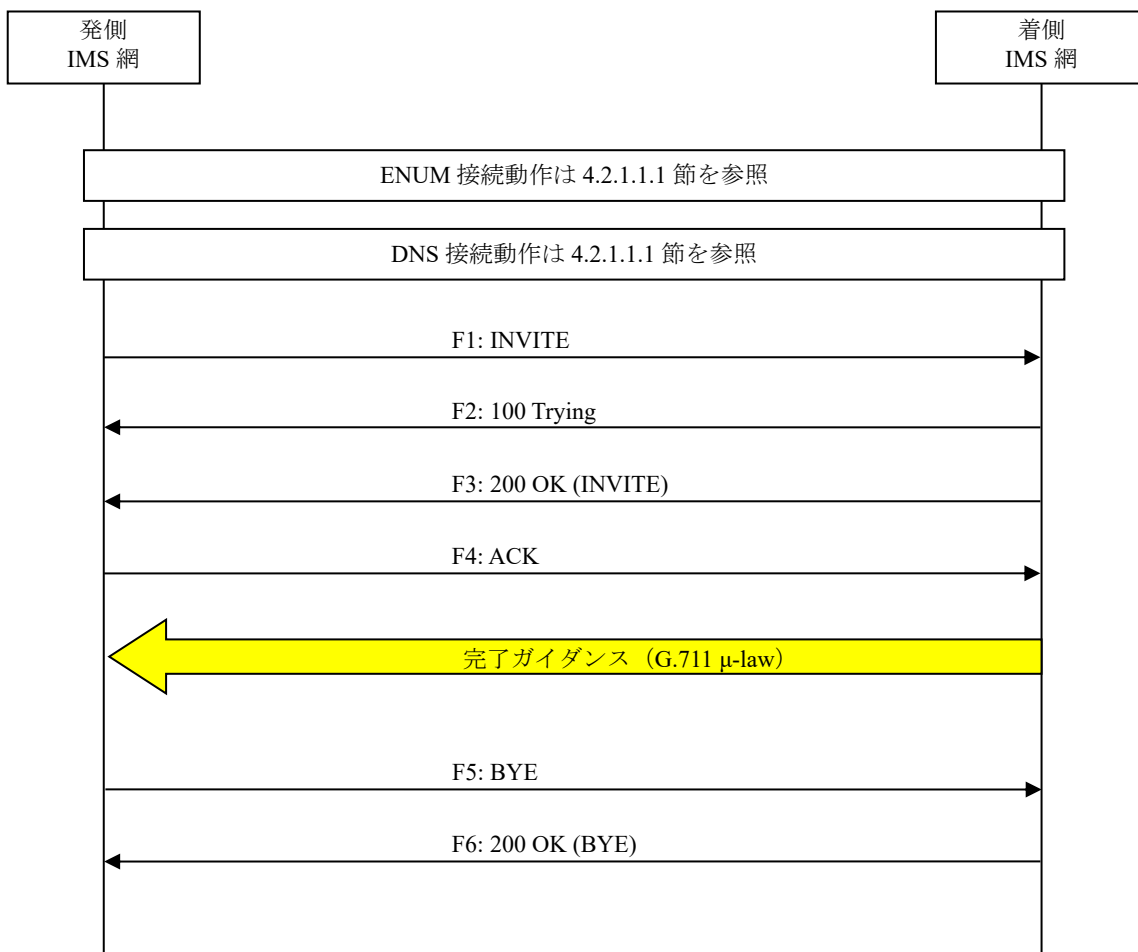 発側
IMS 網
着側
IMS 網
ENUM 接続動作は 4.2.1.1.1 節を参照
DNS 接続動作は 4.2.1.1.1 節を参照
F1: INVITE
F2: 100 Trying
F3: 200 OK (INVITE)
F4: ACK
完了ガイダンス（G.711 μ-law）
F5: BYE
F6: 200 OK (BYE)